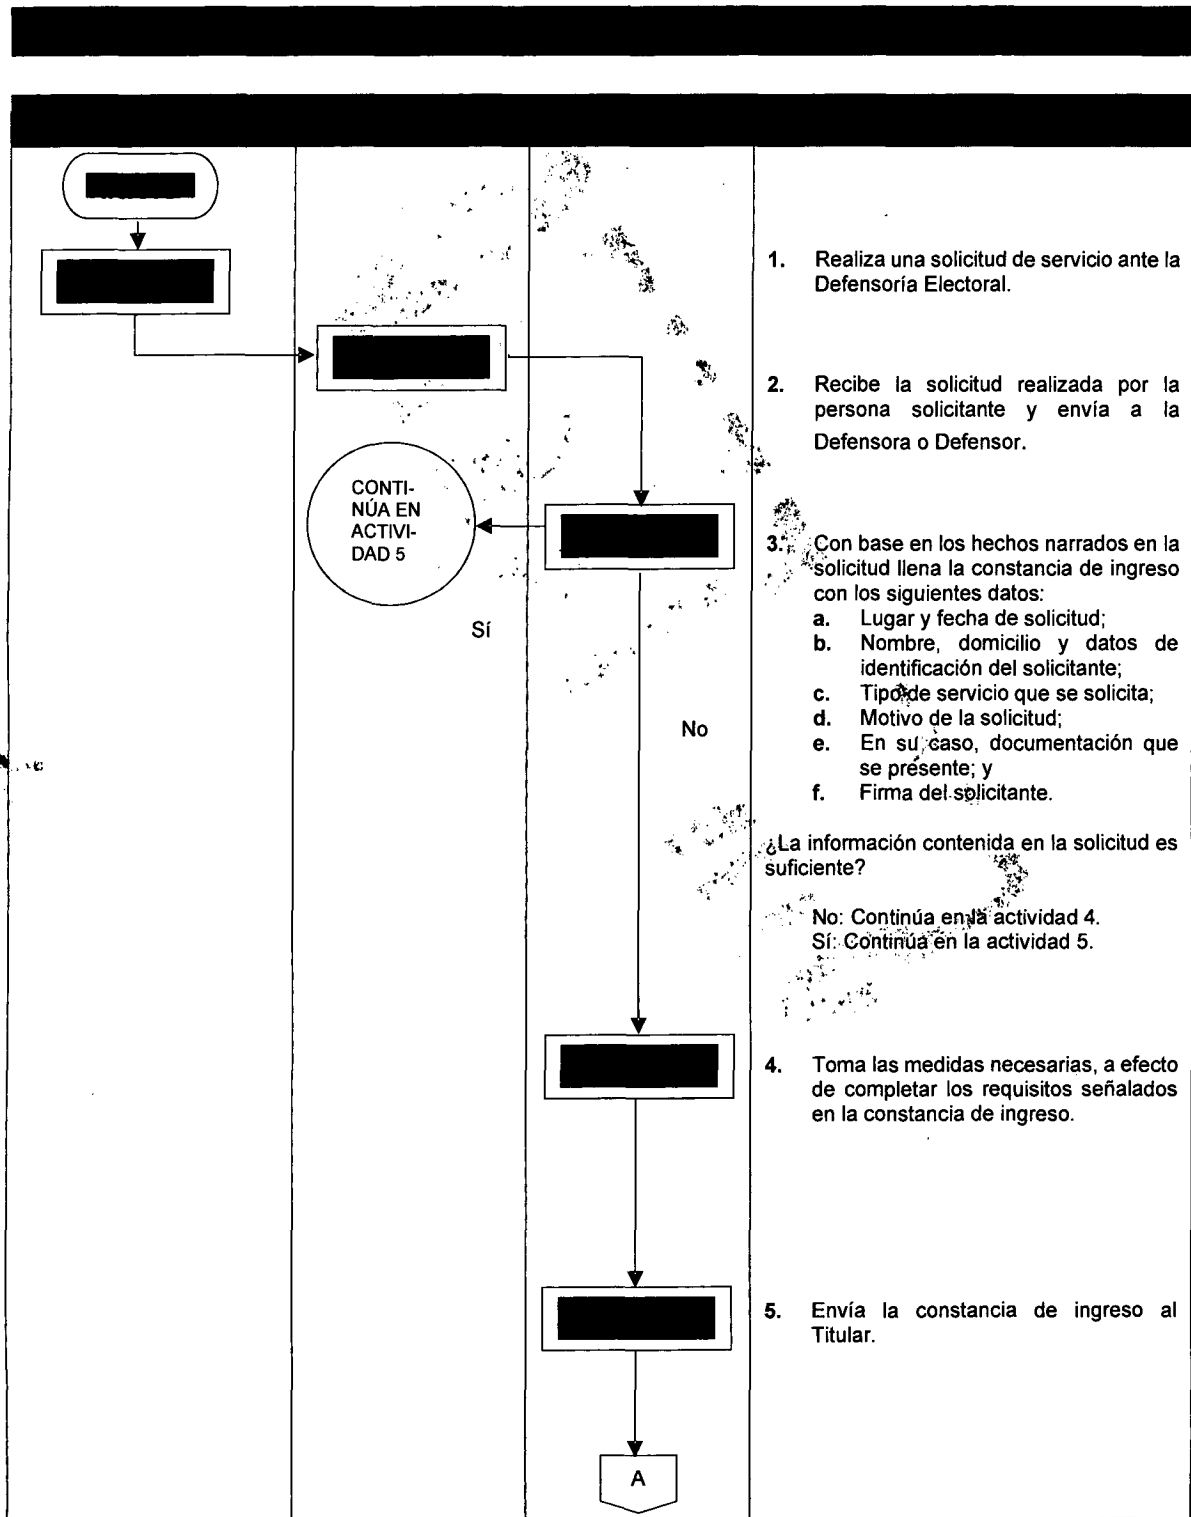 1. Realiza una solicitud de servicio ante la
Defensoría Electoral.
2. Recibe la solicitud realizada por la
persona solicitante y envía a la
Defensora o Defensor.
CONTI-
NÚA EN
ACTIVI-
DAD 5
Sí
No
3. Con base en los hechos narrados en la
solicitud llena la constancia de ingreso
con los siguientes datos:
a. Lugar y fecha de solicitud;
b. Nombre, domicilio y datos de
identificación del solicitante;
c. Tipo de servicio que se solicita;
d. Motivo de la solicitud;
e. En su caso, documentación que
se presente; y
f. Firma del solicitante.
¿La información contenida en la solicitud es
suficiente?
No: Continúa en la actividad 4.
Sí: Continúa en la actividad 5.
4. Toma las medidas necesarias, a efecto
de completar los requisitos señalados
en la constancia de ingreso.
5. Envía la constancia de ingreso al
Titular.
A